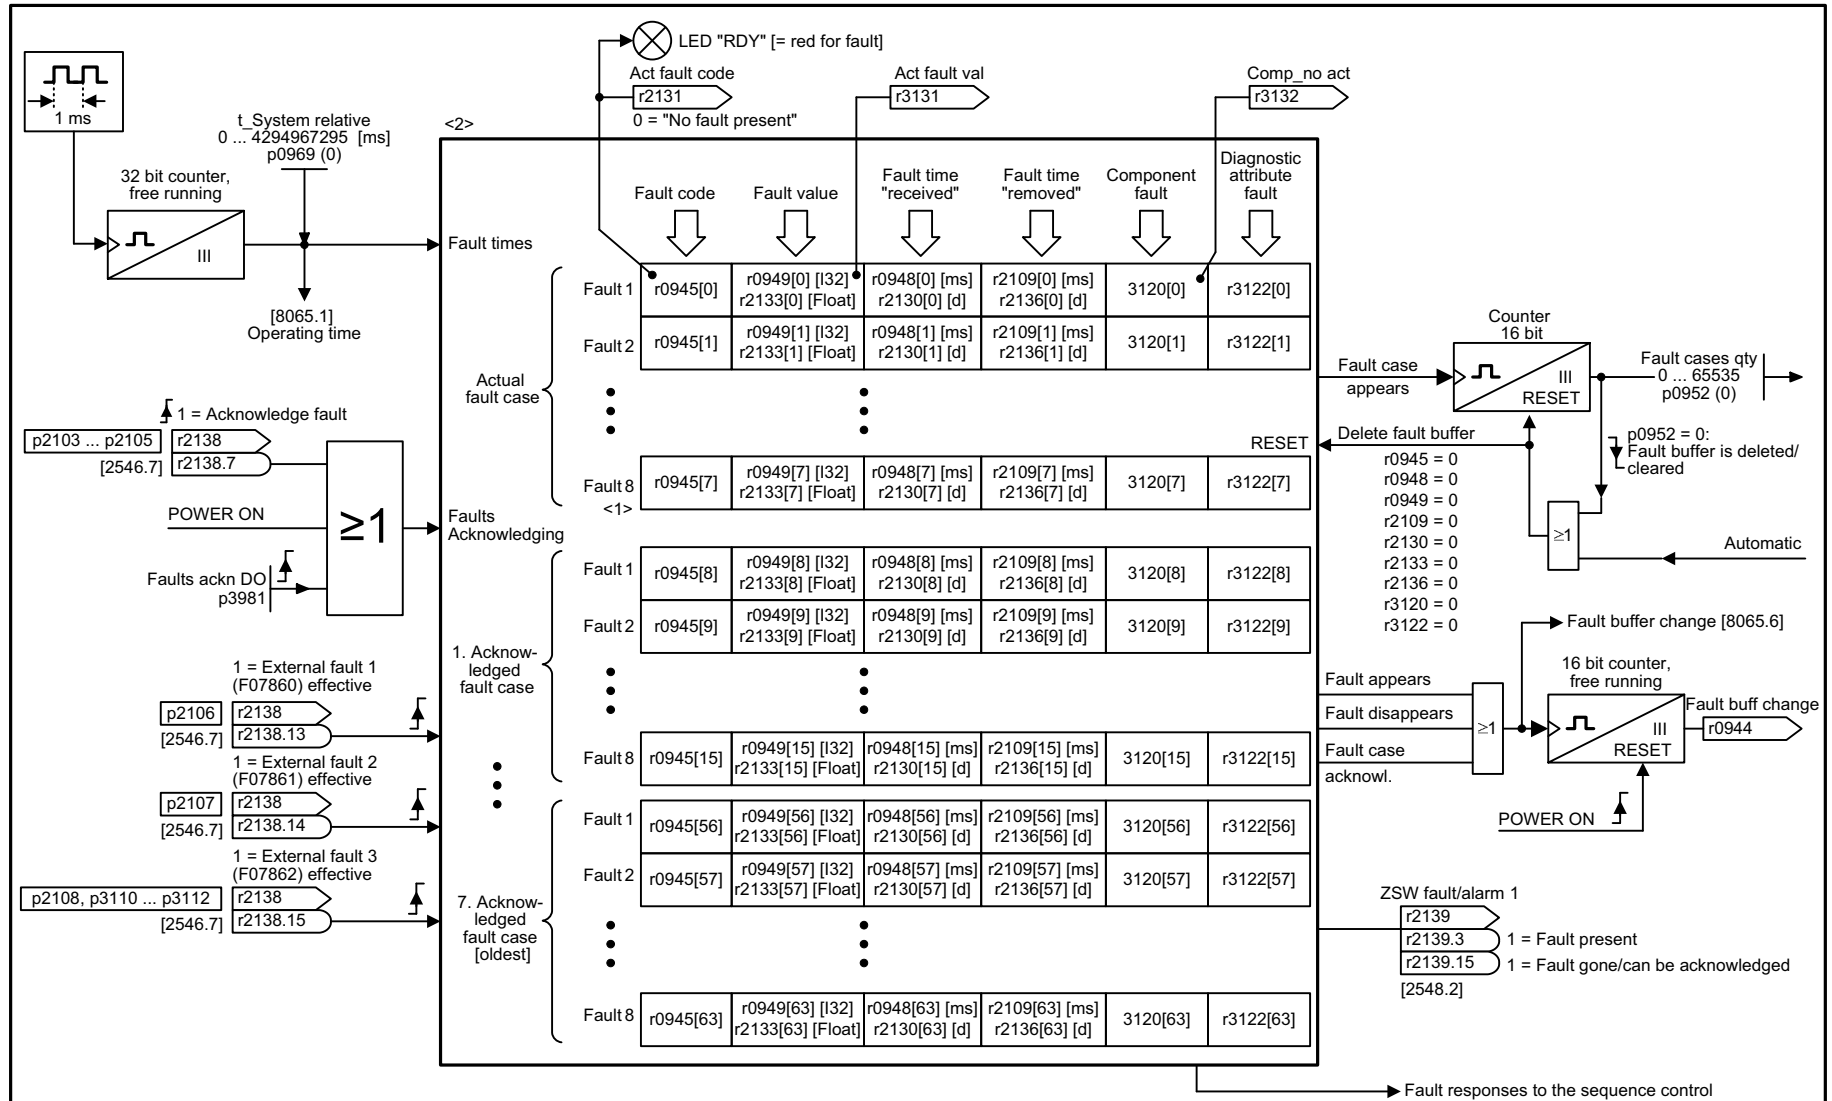 LED "RDY" [= red for fault]
Act fault code
r2131
0 = "No fault present"
Act fault val
r3131
Comp_no act
r3132
1 ms
t_System relative
0 ... 4294967295 [ms]
p0969 (0)
<2>
32 bit counter,
free running
III
[8065.1]
Operating time
Fault times
Fault code
Fault value
Fault time
"received"
Fault time
"removed"
Component
fault
Diagnostic
attribute
fault
Actual
fault case
Fault 1
r0945[0]
r0949[0] [I32]
r2133[0] [Float]
r0948[0] [ms]
r2130[0] [d]
r2109[0] [ms]
r2136[0] [d]
3120[0]
r3122[0]
Fault 2
r0945[1]
r0949[1] [I32]
r2133[1] [Float]
r0948[1] [ms]
r2130[1] [d]
r2109[1] [ms]
r2136[1] [d]
3120[1]
r3122[1]
Fault 8
<1>
r0945[7]
r0949[7] [I32]
r2133[7] [Float]
r0948[7] [ms]
r2130[7] [d]
r2109[7] [ms]
r2136[7] [d]
3120[7]
r3122[7]
1 = Acknowledge fault
p2103 ... p2105
r2138
[2546.7]
r2138.7
POWER ON
≥1
Faults ackn DO
p3981
Faults
Acknowledging
1. Acknow-
ledged
fault case
Fault 1
r0945[8]
r0949[8] [I32]
r2133[8] [Float]
r0948[8] [ms]
r2130[8] [d]
r2109[8] [ms]
r2136[8] [d]
3120[8]
r3122[8]
Fault 2
r0945[9]
r0949[9] [I32]
r2133[9] [Float]
r0948[9] [ms]
r2130[9] [d]
r2109[9] [ms]
r2136[9] [d]
3120[9]
r3122[9]
Fault 8
r0945[15]
r0949[15] [I32]
r2133[15] [Float]
r0948[15] [ms]
r2130[15] [d]
r2109[15] [ms]
r2136[15] [d]
3120[15]
r3122[15]
1 = External fault 1
(F07860) effective
p2106
r2138
[2546.7]
r2138.13
1 = External fault 2
(F07861) effective
p2107
r2138
[2546.7]
r2138.14
1 = External fault 3
(F07862) effective
p2108, p3110 ... p3112
r2138
[2546.7]
r2138.15
7. Acknow-
ledged
fault case
[oldest]
Fault 1
r0945[56]
r0949[56] [I32]
r2133[56] [Float]
r0948[56] [ms]
r2130[56] [d]
r2109[56] [ms]
r2136[56] [d]
3120[56]
r3122[56]
Fault 2
r0945[57]
r0949[57] [I32]
r2133[57] [Float]
r0948[57] [ms]
r2130[57] [d]
r2109[57] [ms]
r2136[57] [d]
3120[57]
r3122[57]
Fault 8
r0945[63]
r0949[63] [I32]
r2133[63] [Float]
r0948[63] [ms]
r2130[63] [d]
r2109[63] [ms]
r2136[63] [d]
3120[63]
r3122[63]
Fault case
appears
Counter
16 bit
III
RESET
Fault cases qty
0 ... 65535
p0952 (0)
RESET
Delete fault buffer
r0945 = 0
r0948 = 0
r0949 = 0
r2109 = 0
r2130 = 0
r2133 = 0
r2136 = 0
r3120 = 0
r3122 = 0
p0952 = 0:
Fault buffer is deleted/
cleared
≥1
Automatic
Fault buffer change [8065.6]
Fault appears
Fault disappears
Fault case
acknowl.
≥1
16 bit counter,
free running
III
RESET
Fault buff change
r0944
POWER ON
ZSW fault/alarm 1
r2139
r2139.3
1 = Fault present
r2139.15
1 = Fault gone/can be acknowledged
[2548.2]
Fault responses to the sequence control